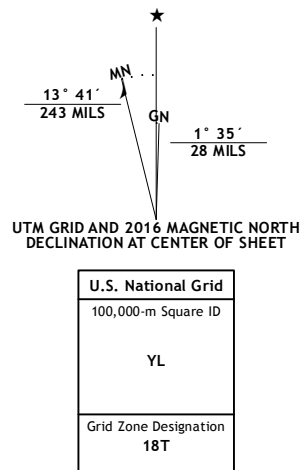 MN
13° 41´
243 MILS
GN
1° 35´
28 MILS
UTM GRID AND 2016 MAGNETIC NORTH
DECLINATION AT CENTER OF SHEET
U.S. National Grid
100,000-m Square ID
YL
Grid Zone Designation
18T